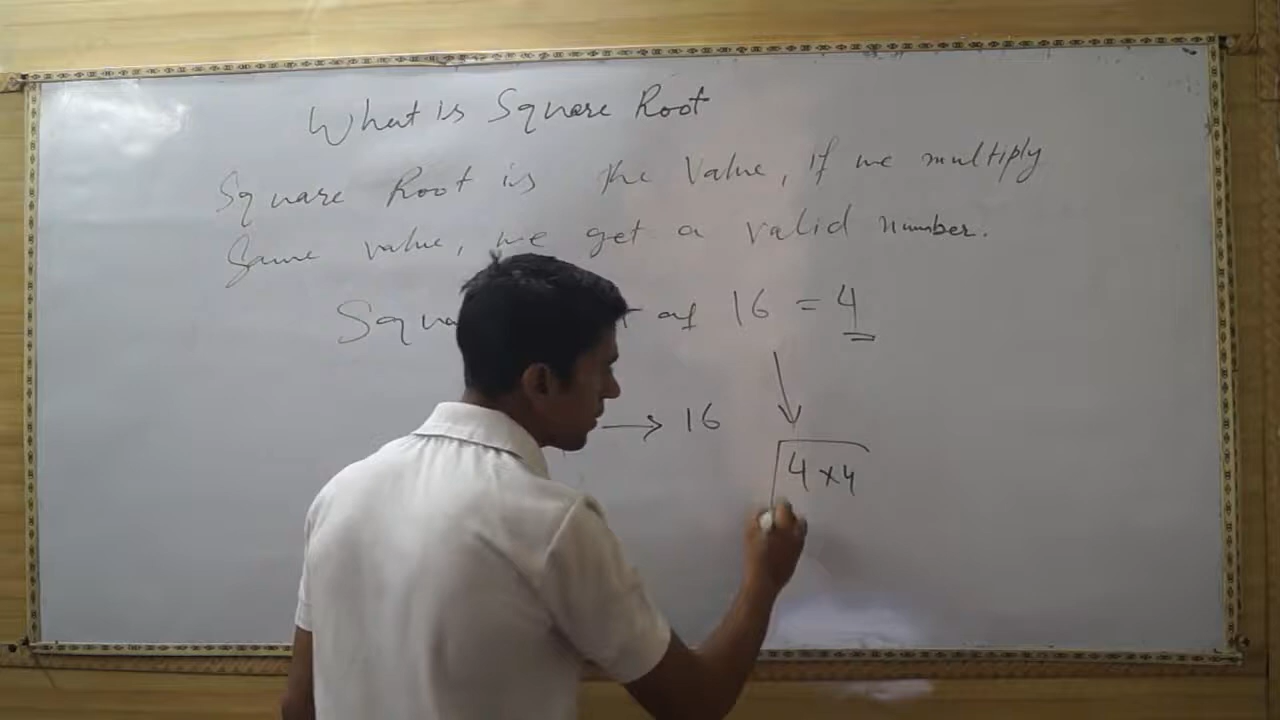 What is Square Root
Square Root is the Value, if we multiply
Same value, we get a valid number.
of 16 = 4
→ 16
4 × 4